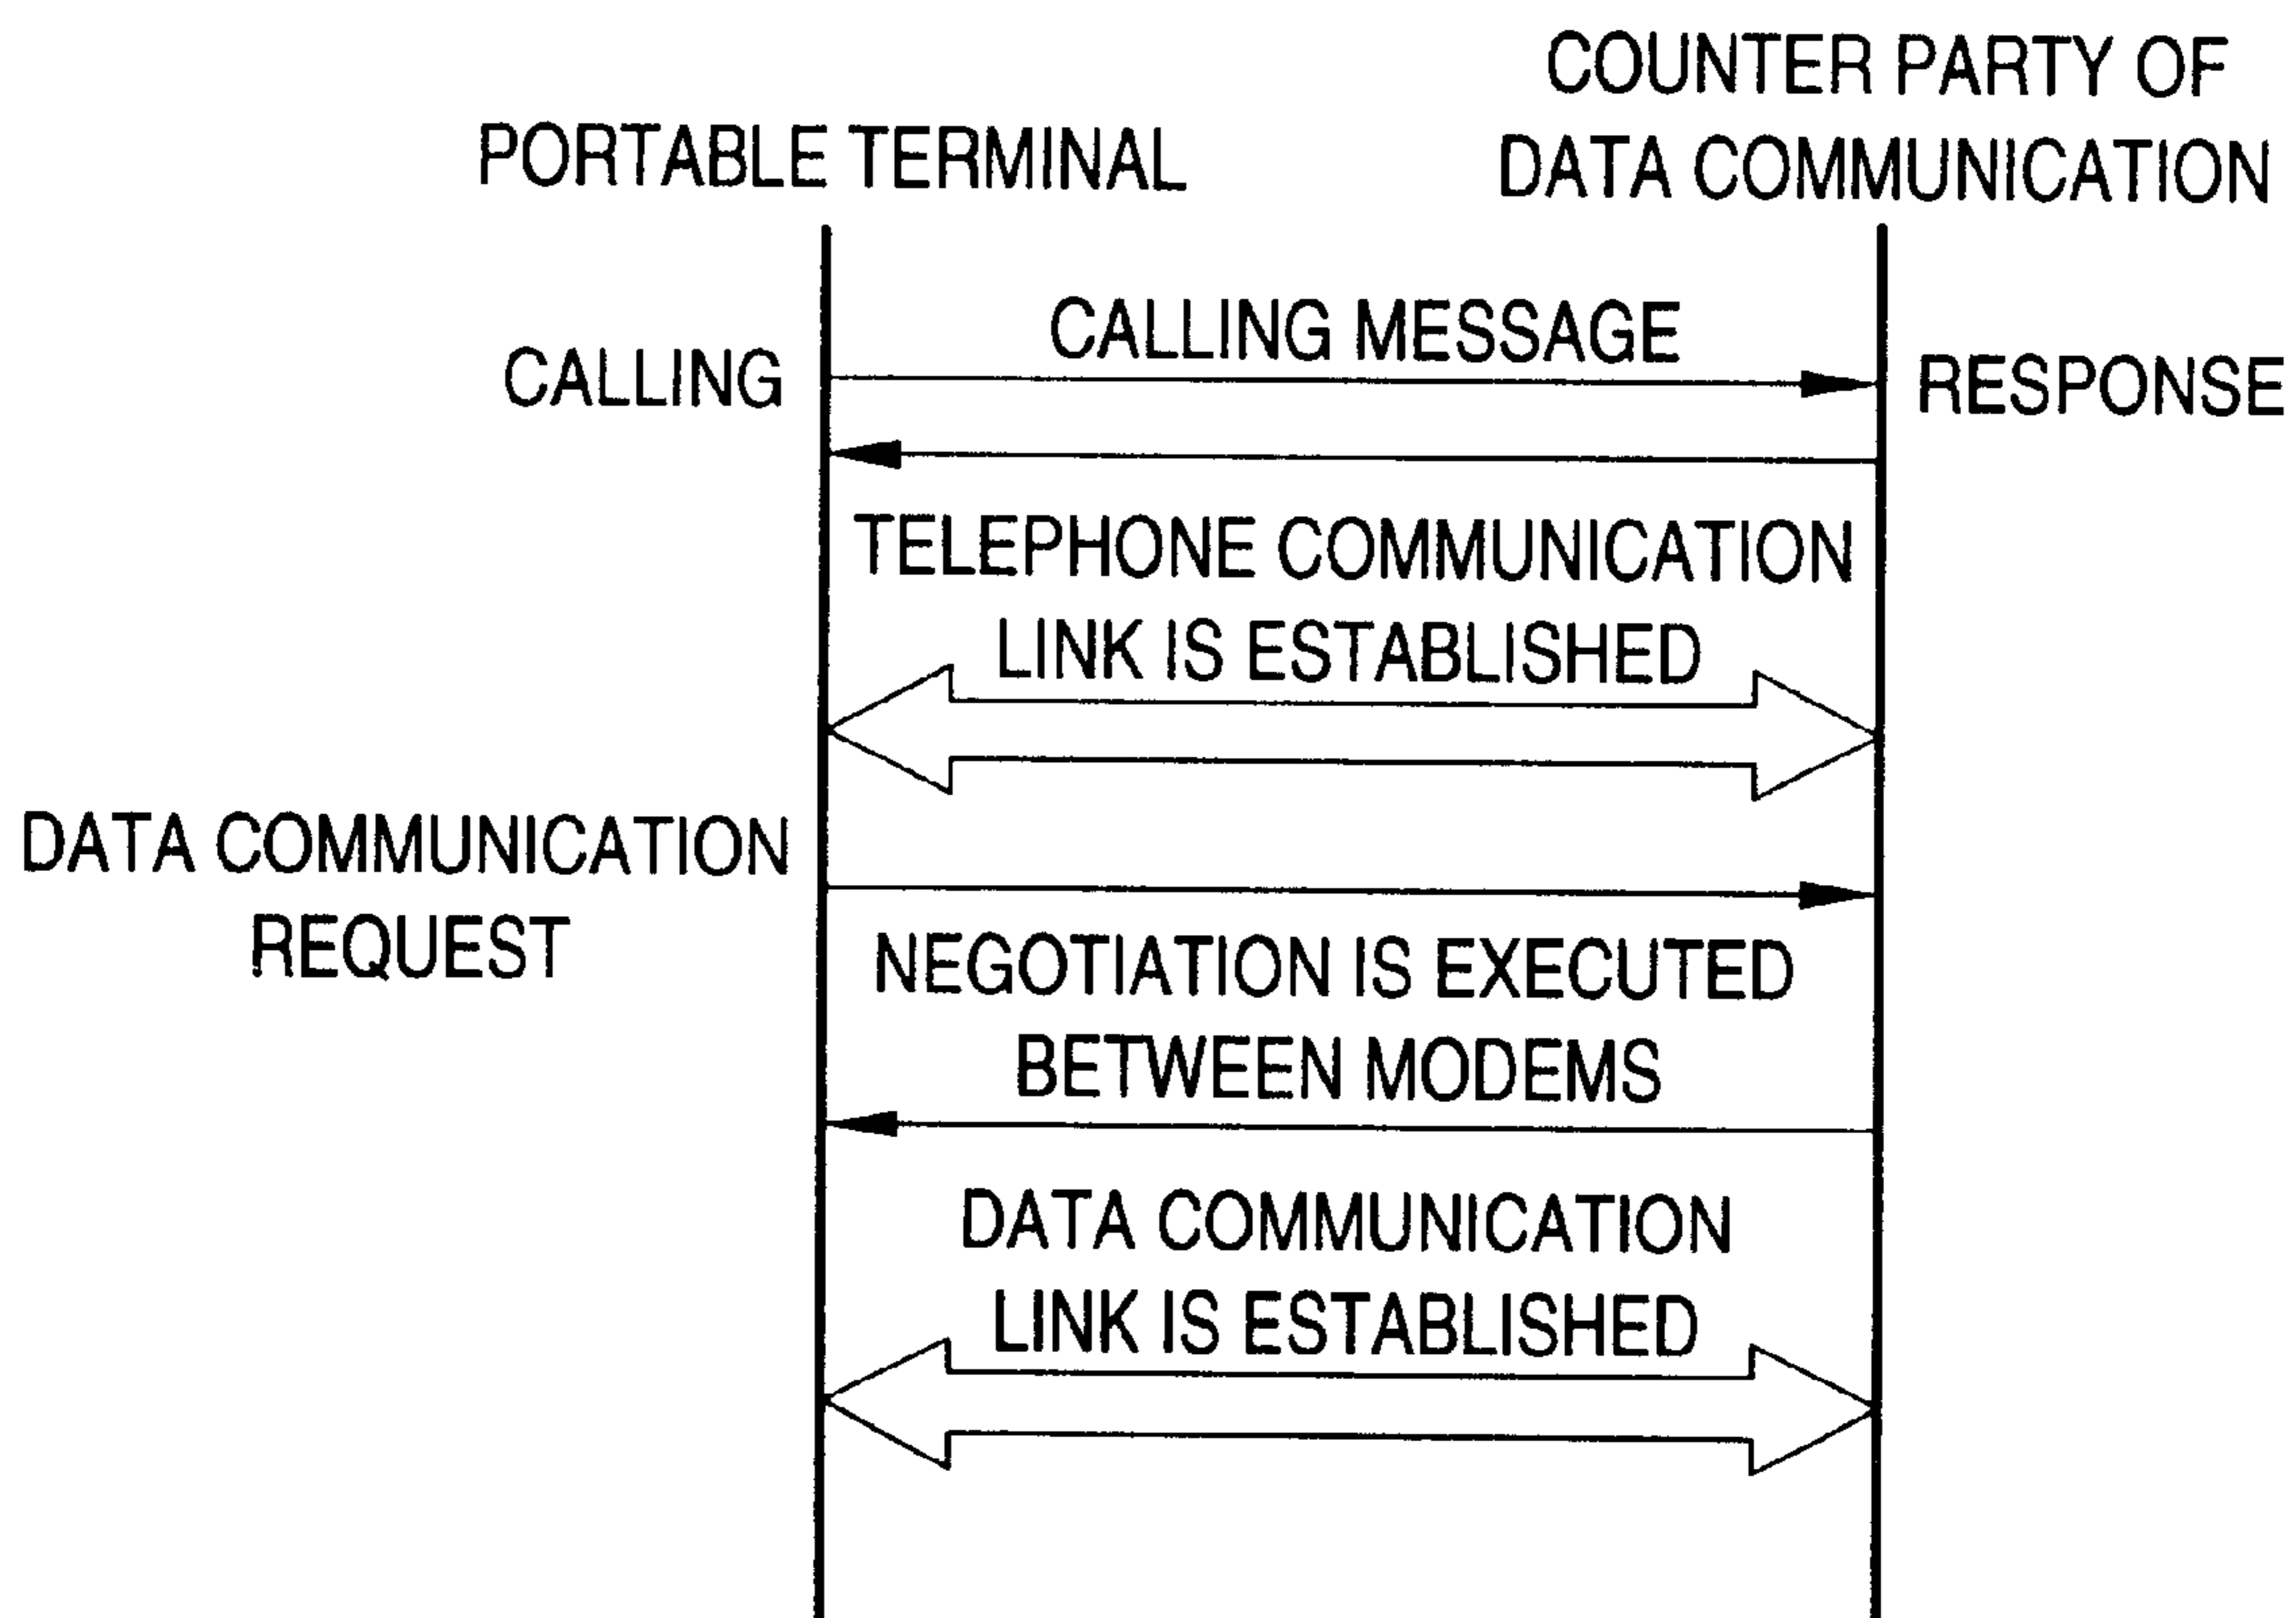 COUNTER PARTY OF
DATA COMMUNICATION
PORTABLE TERMINAL
CALLING MESSAGE
CALLING
RESPONSE
TELEPHONE COMMUNICATION
LINK IS ESTABLISHED
DATA COMMUNICATION
REQUEST
NEGOTIATION IS EXECUTED
BETWEEN MODEMS
DATA COMMUNICATION
LINK IS ESTABLISHED